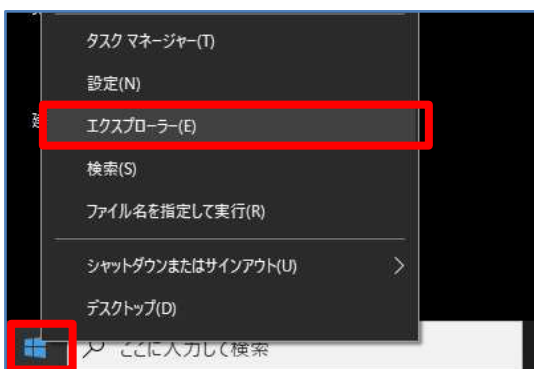 タスク マネージャー(T)
設定(N)
エクスプローラー(E)
検索(S)
ファイル名を指定して実行(R)
シャットダウンまたはサインアウト(U)
デスクトップ(D)
ここに入力して検索